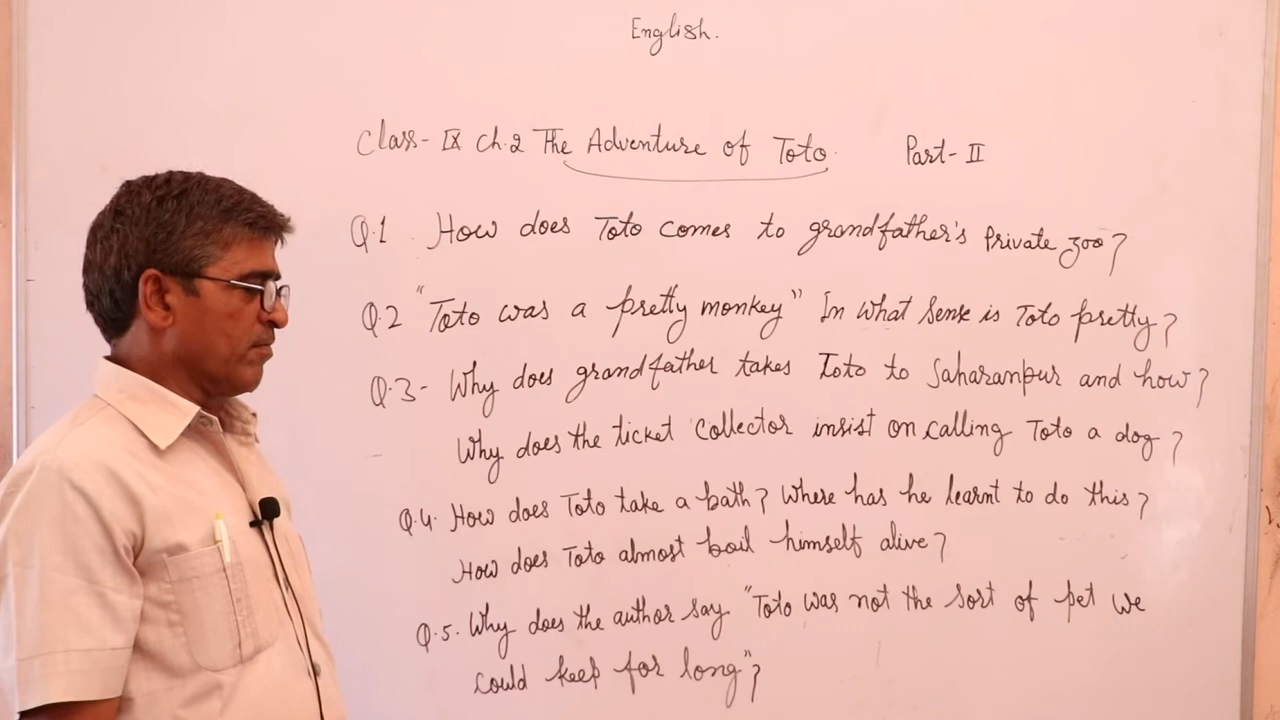 English.
Class- IX Ch.2 The Adventure of Toto. Part- II
Q.1 How does Toto comes to grandfather's Private zoo?
Q.2 "Toto was a pretty monkey" In What Sense is Toto pretty?
Q.3- Why does grandfather takes Toto to Saharanpur and how?
Why does the ticket Collector insist on calling Toto a dog?
Q.4. How does Toto take a bath? Where has he learnt to do this?
How does Toto almost boil himself alive?
Q.5. Why does the author say "Toto was not the sort of pet we
could keep for long"?